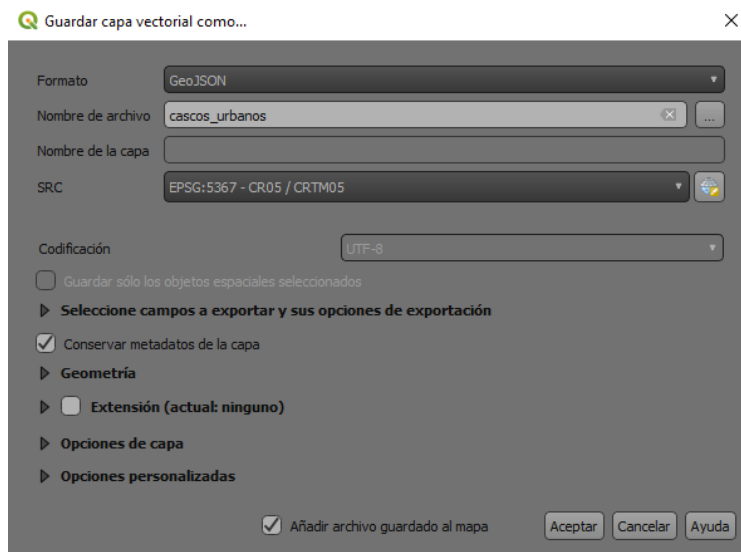 Guardar capa vectorial como...
Formato GeoJSON
Nombre de archivo cascos_urbanos ...
Nombre de la capa
SRC EPSG:5367 - CR05 / CRTM05
Codificación UTF-8
Guardar sólo los objetos espaciales seleccionados
Seleccione campos a exportar y sus opciones de exportación
Conservar metadatos de la capa
Geometría
Extensión (actual: ninguno)
Opciones de capa
Opciones personalizadas
Añadir archivo guardado al mapa Aceptar Cancelar Ayuda